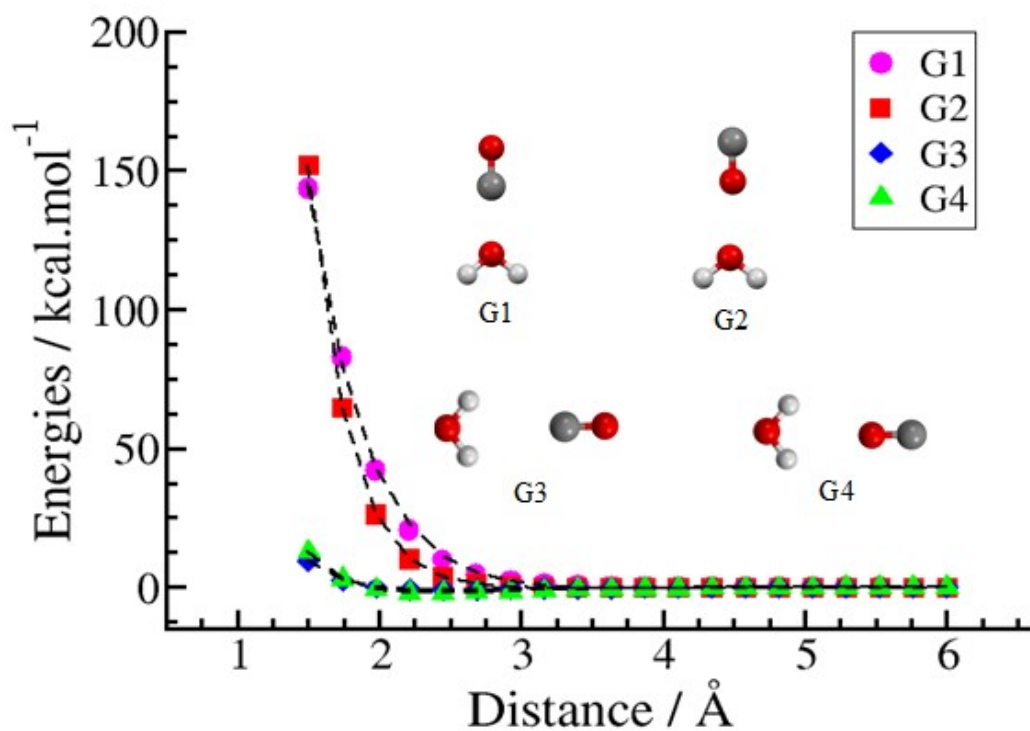 200
150
100
50
0
Energies / kcal.mol⁻¹
G1
G2
G3
G4
G1
G2
G3
G4
1 2 3 4 5 6
Distance / Å